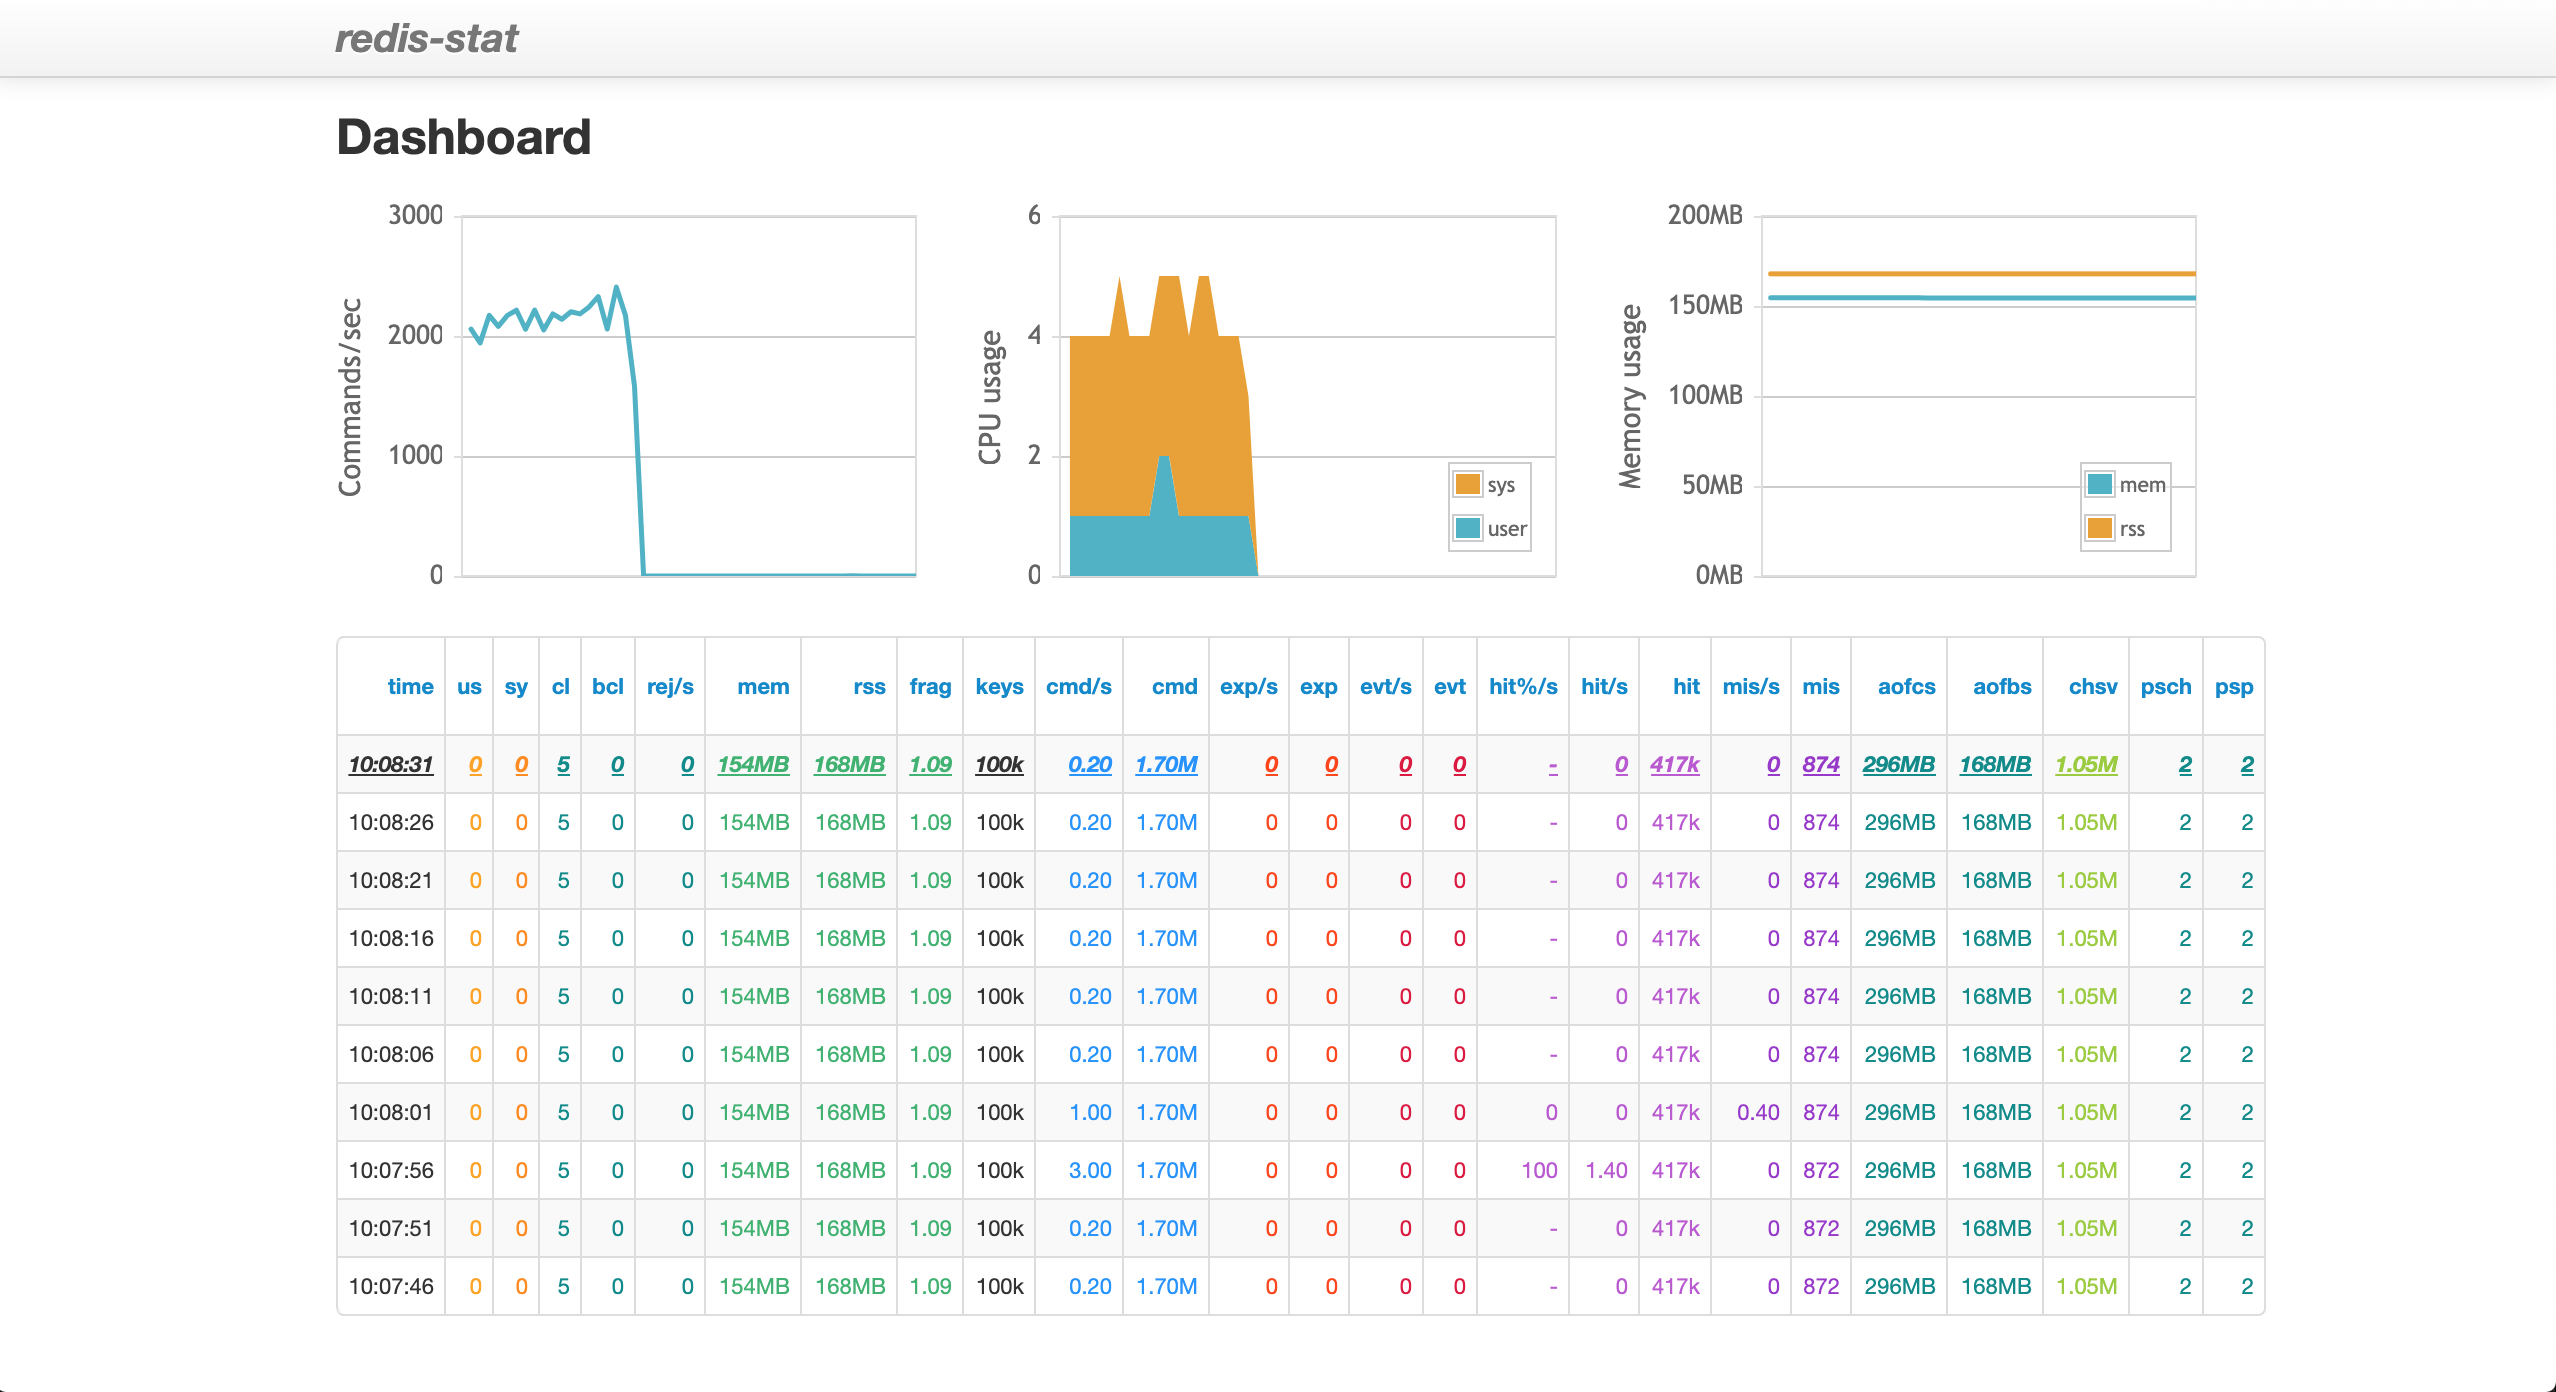 redis-stat
Dashboard
Commands/sec
3000
2000
1000
0
CPU usage
6
4
2
0
sys
user
Memory usage
200MB
150MB
100MB
50MB
0MB
mem
rss
time us sy cl bcl rej/s mem rss frag keys cmd/s cmd exp/s exp evt/s evt hit%/s hit/s hit mis/s mis aofcs aofbs chsv psch psp
10:08:31 0 0 5 0 0 154MB 168MB 1.09 100k 0.20 1.70M 0 0 0 0 - 0 417k 0 874 296MB 168MB 1.05M 2 2
10:08:26 0 0 5 0 0 154MB 168MB 1.09 100k 0.20 1.70M 0 0 0 0 - 0 417k 0 874 296MB 168MB 1.05M 2 2
10:08:21 0 0 5 0 0 154MB 168MB 1.09 100k 0.20 1.70M 0 0 0 0 - 0 417k 0 874 296MB 168MB 1.05M 2 2
10:08:16 0 0 5 0 0 154MB 168MB 1.09 100k 0.20 1.70M 0 0 0 0 - 0 417k 0 874 296MB 168MB 1.05M 2 2
10:08:11 0 0 5 0 0 154MB 168MB 1.09 100k 0.20 1.70M 0 0 0 0 - 0 417k 0 874 296MB 168MB 1.05M 2 2
10:08:06 0 0 5 0 0 154MB 168MB 1.09 100k 0.20 1.70M 0 0 0 0 - 0 417k 0 874 296MB 168MB 1.05M 2 2
10:08:01 0 0 5 0 0 154MB 168MB 1.09 100k 1.00 1.70M 0 0 0 0 0 0 417k 0.40 874 296MB 168MB 1.05M 2 2
10:07:56 0 0 5 0 0 154MB 168MB 1.09 100k 3.00 1.70M 0 0 0 0 100 1.40 417k 0 872 296MB 168MB 1.05M 2 2
10:07:51 0 0 5 0 0 154MB 168MB 1.09 100k 0.20 1.70M 0 0 0 0 - 0 417k 0 872 296MB 168MB 1.05M 2 2
10:07:46 0 0 5 0 0 154MB 168MB 1.09 100k 0.20 1.70M 0 0 0 0 - 0 417k 0 872 296MB 168MB 1.05M 2 2